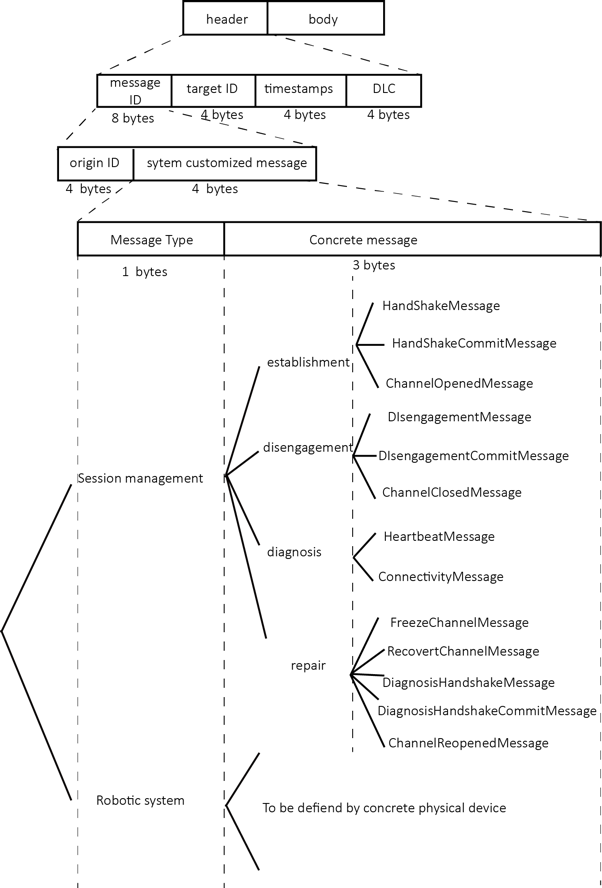 header body
message
ID
target ID timestamps DLC
8 bytes 4 bytes 4 bytes 4 bytes
origin ID sytem customized message
4 bytes 4 bytes
Message Type Concrete message
1 bytes 3 bytes
HandShakeMessage
HandShakeCommitMessage
establishment
ChannelOpenedMessage
DIsengagementMessage
disengagement
DIsengagementCommitMessage
Session management
ChannelClosedMessage
HeartbeatMessage
diagnosis
ConnectivityMessage
FreezeChannelMessage
RecovertChannelMessage
repair
DiagnosisHandshakeMessage
DiagnosisHandshakeCommitMessage
ChannelReopenedMessage
Robotic system
To be defiend by concrete physical device